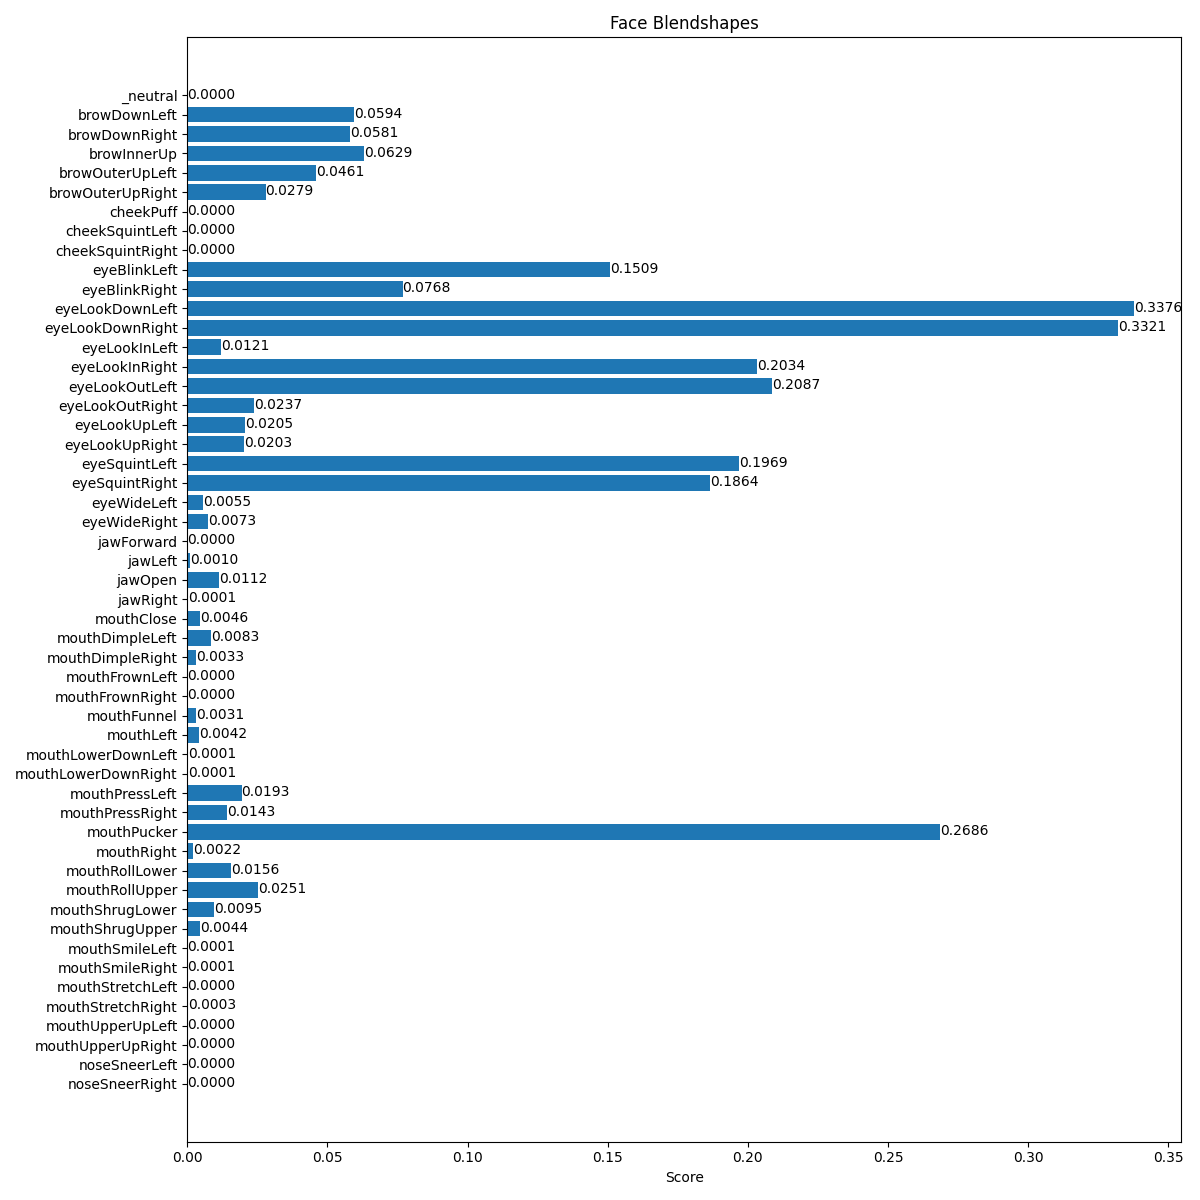 Face Blendshapes
_neutral 0.0000
browDownLeft 0.0594
browDownRight 0.0581
browInnerUp 0.0629
browOuterUpLeft 0.0461
browOuterUpRight 0.0279
cheekPuff 0.0000
cheekSquintLeft 0.0000
cheekSquintRight 0.0000
eyeBlinkLeft 0.1509
eyeBlinkRight 0.0768
eyeLookDownLeft 0.3376
eyeLookDownRight 0.3321
eyeLookInLeft 0.0121
eyeLookInRight 0.2034
eyeLookOutLeft 0.2087
eyeLookOutRight 0.0237
eyeLookUpLeft 0.0205
eyeLookUpRight 0.0203
eyeSquintLeft 0.1969
eyeSquintRight 0.1864
eyeWideLeft 0.0055
eyeWideRight 0.0073
jawForward 0.0000
jawLeft 0.0010
jawOpen 0.0112
jawRight 0.0001
mouthClose 0.0046
mouthDimpleLeft 0.0083
mouthDimpleRight 0.0033
mouthFrownLeft 0.0000
mouthFrownRight 0.0000
mouthFunnel 0.0031
mouthLeft 0.0042
mouthLowerDownLeft 0.0001
mouthLowerDownRight 0.0001
mouthPressLeft 0.0193
mouthPressRight 0.0143
mouthPucker 0.2686
mouthRight 0.0022
mouthRollLower 0.0156
mouthRollUpper 0.0251
mouthShrugLower 0.0095
mouthShrugUpper 0.0044
mouthSmileLeft 0.0001
mouthSmileRight 0.0001
mouthStretchLeft 0.0000
mouthStretchRight 0.0003
mouthUpperUpLeft 0.0000
mouthUpperUpRight 0.0000
noseSneerLeft 0.0000
noseSneerRight 0.0000
0.00 0.05 0.10 0.15 0.20 0.25 0.30 0.35
Score